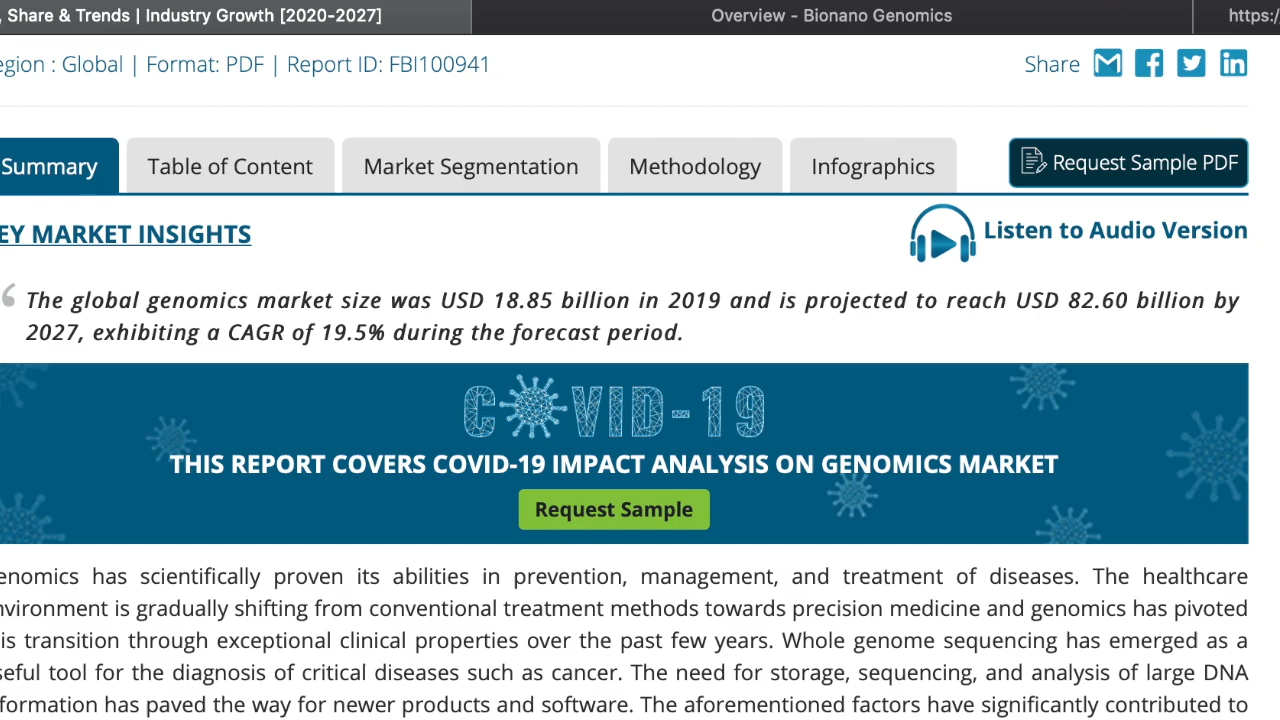 , Share & Trends | Industry Growth [2020-2027]
Overview - Bionano Genomics
https:/
egion : Global | Format: PDF | Report ID: FBI100941
Share
Summary
Table of Content
Market Segmentation
Methodology
Infographics
Request Sample PDF
EY MARKET INSIGHTS
Listen to Audio Version
The global genomics market size was USD 18.85 billion in 2019 and is projected to reach USD 82.60 billion by
2027, exhibiting a CAGR of 19.5% during the forecast period.
COVID-19
THIS REPORT COVERS COVID-19 IMPACT ANALYSIS ON GENOMICS MARKET
Request Sample
enomics has scientifically proven its abilities in prevention, management, and treatment of diseases. The healthcare
nvironment is gradually shifting from conventional treatment methods towards precision medicine and genomics has pivoted
is transition through exceptional clinical properties over the past few years. Whole genome sequencing has emerged as a
seful tool for the diagnosis of critical diseases such as cancer. The need for storage, sequencing, and analysis of large DNA
formation has paved the way for newer products and software. The aforementioned factors have significantly contributed to